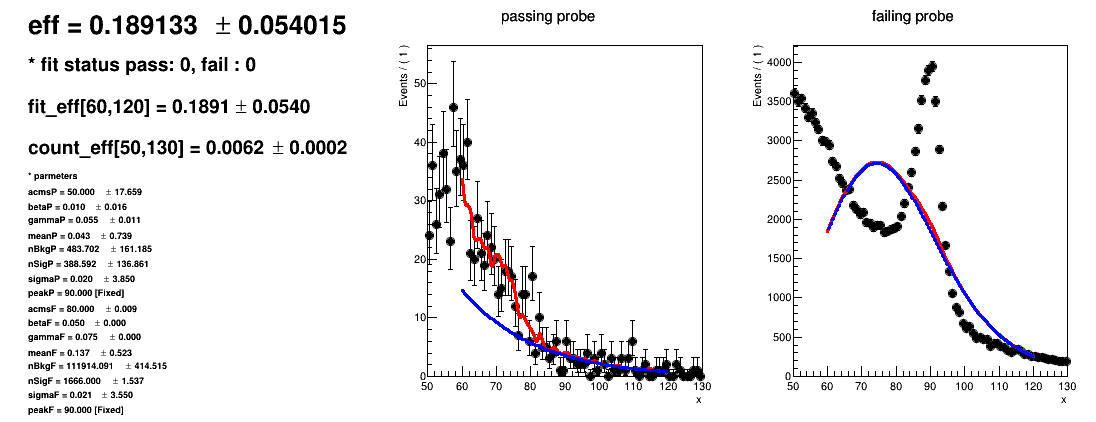 eff = 0.189133 ± 0.054015
* fit status pass: 0, fail : 0
fit_eff[60,120] = 0.1891 ± 0.0540
count_eff[50,130] = 0.0062 ± 0.0002
* parmeters
acmsP = 50.000 ± 17.659
betaP = 0.010 ± 0.016
gammaP = 0.055 ± 0.011
meanP = 0.043 ± 0.739
nBkgP = 483.702 ± 161.185
nSigP = 388.592 ± 136.861
sigmaP = 0.020 ± 3.850
peakP = 90.000 [Fixed]
acmsF = 80.000 ± 0.009
betaF = 0.050 ± 0.000
gammaF = 0.075 ± 0.000
meanF = 0.137 ± 0.523
nBkgF = 111914.091 ± 414.515
nSigF = 1666.000 ± 1.537
sigmaF = 0.021 ± 3.550
peakF = 90.000 [Fixed]
passing probe
Events / ( 1 )
50
40
30
20
10
0
50 60 70 80 90 100 110 120 130
x
failing probe
Events / ( 1 )
4000
3500
3000
2500
2000
1500
1000
500
0
50 60 70 80 90 100 110 120 130
x